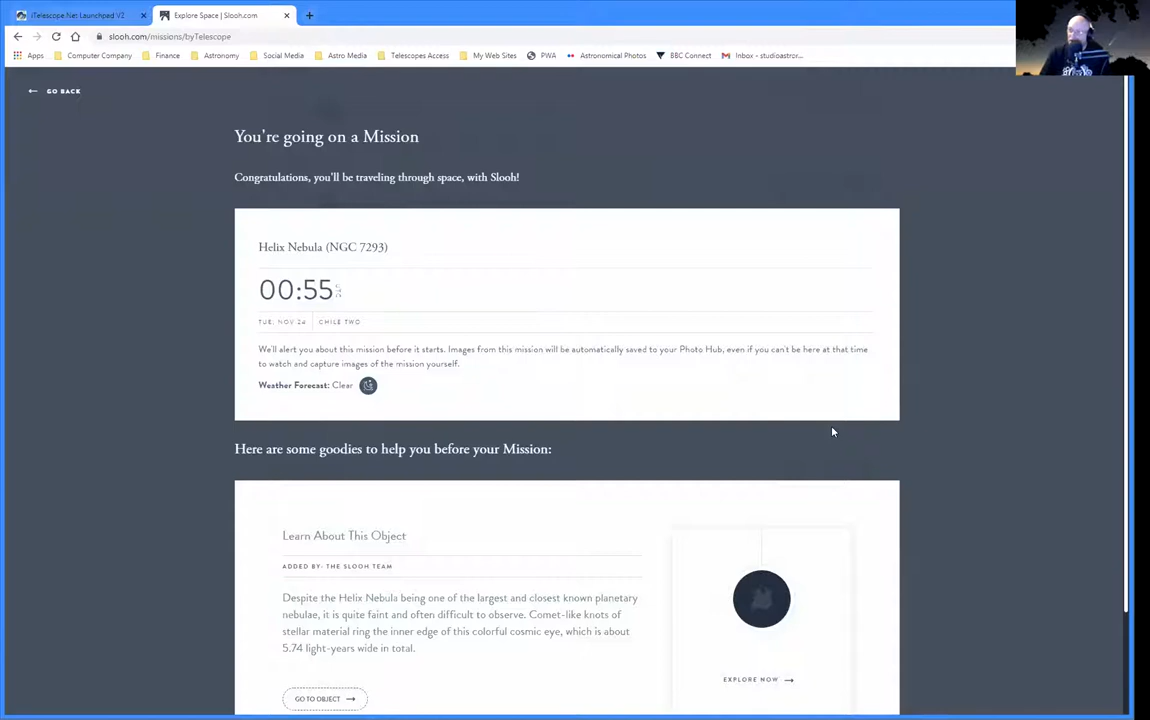 iTelescope.Net Launchpad V2
Explore Space | Slooh.com
slooh.com/missions/byTelescope
Apps Computer Company Finance Astronomy Social Media Astro Media Telescopes Access My Web Sites PWA Astronomical Photos BBC Connect Inbox - studioastror...
GO BACK
You're going on a Mission
Congratulations, you'll be traveling through space, with Slooh!
Helix Nebula (NGC 7293)
00:55
TUE, NOV 24 CHILE TWO
We'll alert you about this mission before it starts. Images from this mission will be automatically saved to your Photo Hub, even if you can't be here at that time
to watch and capture images of the mission yourself.
Weather Forecast: Clear
Here are some goodies to help you before your Mission:
Learn About This Object
ADDED BY: THE SLOOH TEAM
Despite the Helix Nebula being one of the largest and closest known planetary
nebulae, it is quite faint and often difficult to observe. Comet-like knots of
stellar material ring the inner edge of this colorful cosmic eye, which is about
5.74 light-years wide in total.
EXPLORE NOW
GO TO OBJECT